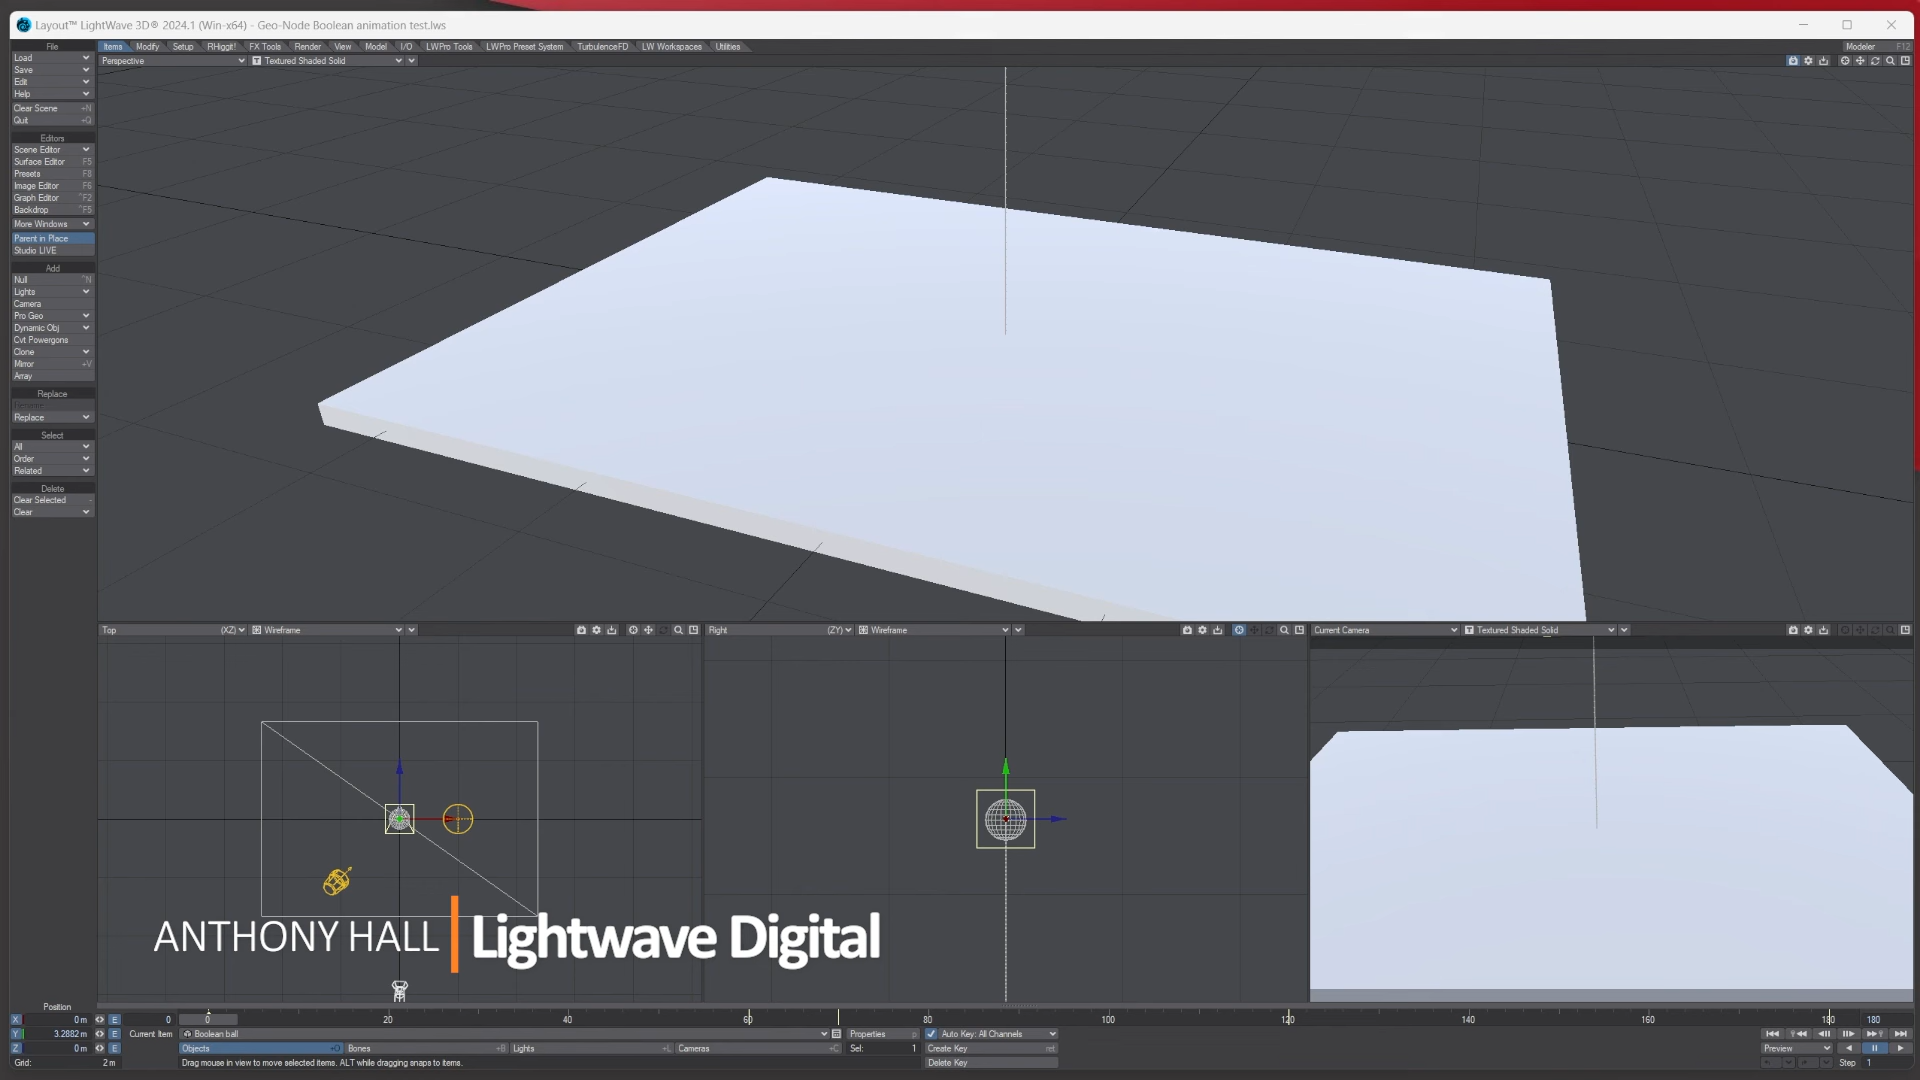 Layout™ LightWave 3D® 2024.1 (Win-x64) - Geo-Node Boolean animation test.lws
File Items Modify Setup RHiggit! FX Tools Render View Model I/O LWPro Tools LWPro Preset System TurbulenceFD LW Workspaces Utilities Modeler F12
Load Perspective Textured Shaded Solid
Save
Edit
Help
Clear Scene +N
Quit +Q
Editors
Scene Editor
Surface Editor F5
Presets F8
Image Editor F6
Graph Editor ^F2
Backdrop ^F5
More Windows
Parent in Place
Studio LIVE
Add
Null ^N
Lights
Camera
Pro Geo
Dynamic Obj
Cvt Powergons
Clone
Mirror +V
Array
Replace
Replace
Select
All
Order
Related
Delete
Clear Selected -
Clear
Top (XZ) Wireframe Right (ZY) Wireframe Current Camera Textured Shaded Solid
ANTHONY HALL Lightwave Digital
Position
X 0 m E 0 0 20 40 60 80 100 120 140 160 180 180
Y 3.2882 m E Current Item Boolean ball Properties p Auto Key: All Channels
Z 0 m E Objects +O Bones +B Lights +L Cameras +C Sel: 1 Create Key ret Preview
Grid: 2 m Drag mouse in view to move selected items. ALT while dragging snaps to items. Delete Key Step 1